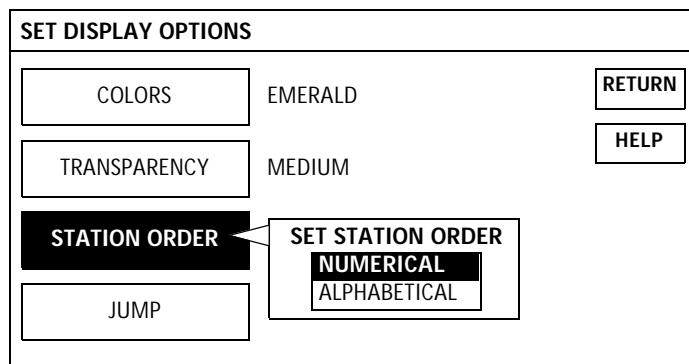 SET DISPLAY OPTIONS
COLORS EMERALD RETURN
HELP
TRANSPARENCY MEDIUM
STATION ORDER SET STATION ORDER
NUMERICAL
ALPHABETICAL
JUMP